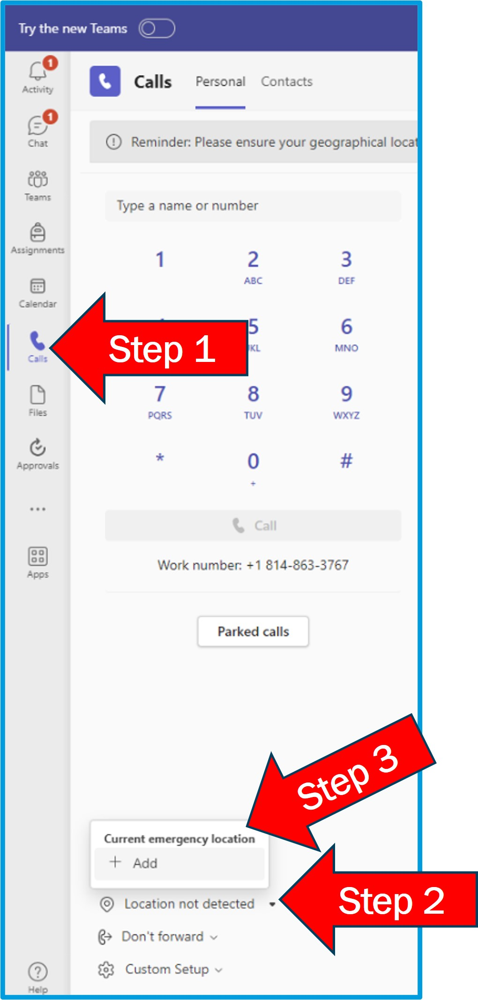 Try the new Teams
1
Activity
1
Chat
Teams
Assignments
Calendar
Calls
Files
Approvals
...
Apps
Help
Calls Personal Contacts
Reminder: Please ensure your geographical locat
Type a name or number
1 2 3
ABC DEF
5 6
KL MNO
Step 1
7 8 9
PQRS TUV WXYZ
* 0 #
+
Call
Work number: +1 814-863-3767
Parked calls
Step 3
Current emergency location
+ Add
Location not detected
Step 2
Don't forward
Custom Setup